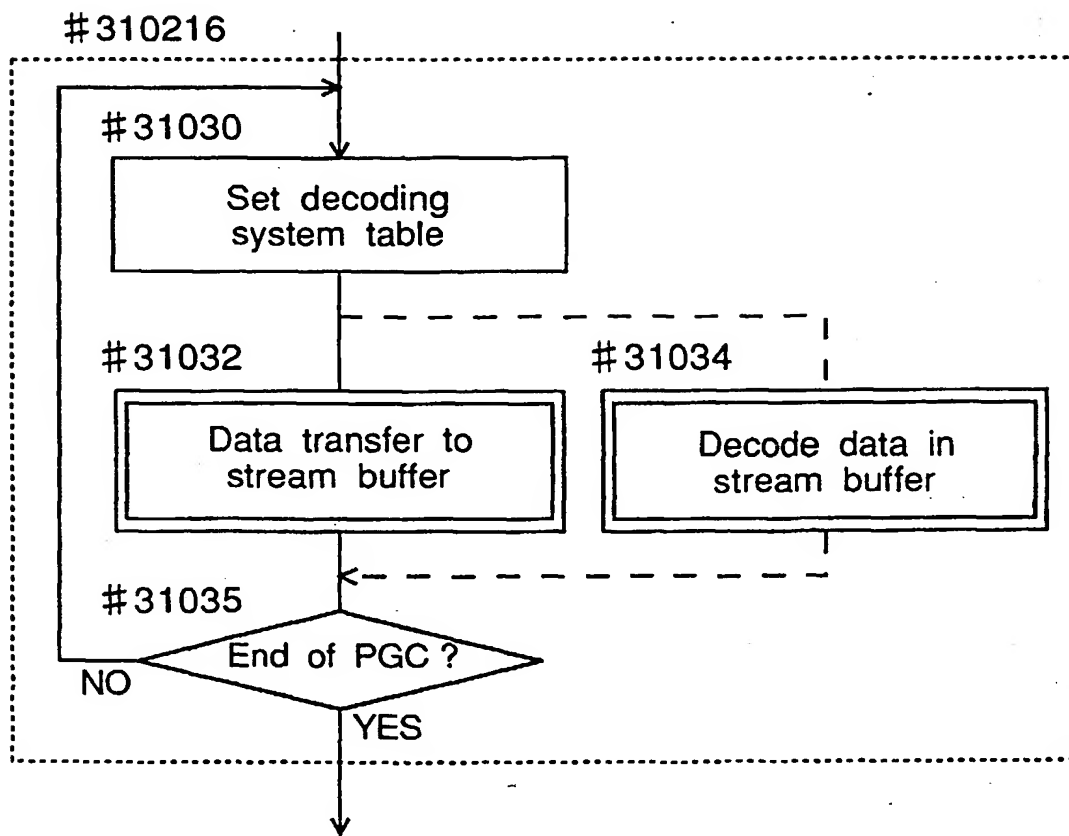 #310216
#31030
Set decoding
system table
#31032
#31034
Data transfer to
stream buffer
Decode data in
stream buffer
#31035
End of PGC ?
NO
YES